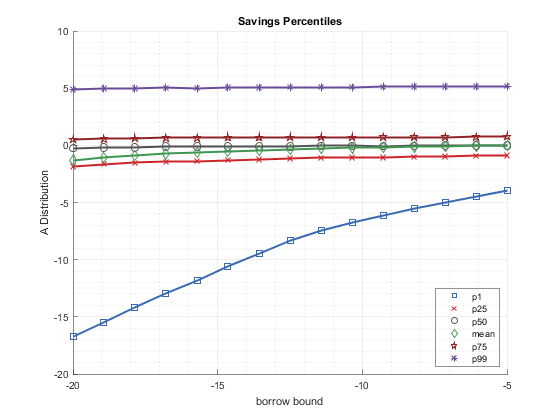 Savings Percentiles
10
5
0
-5
-10
-15
-20
A Distribution
-20
-15
-10
-5
borrow bound
p1
p25
p50
mean
p75
p99